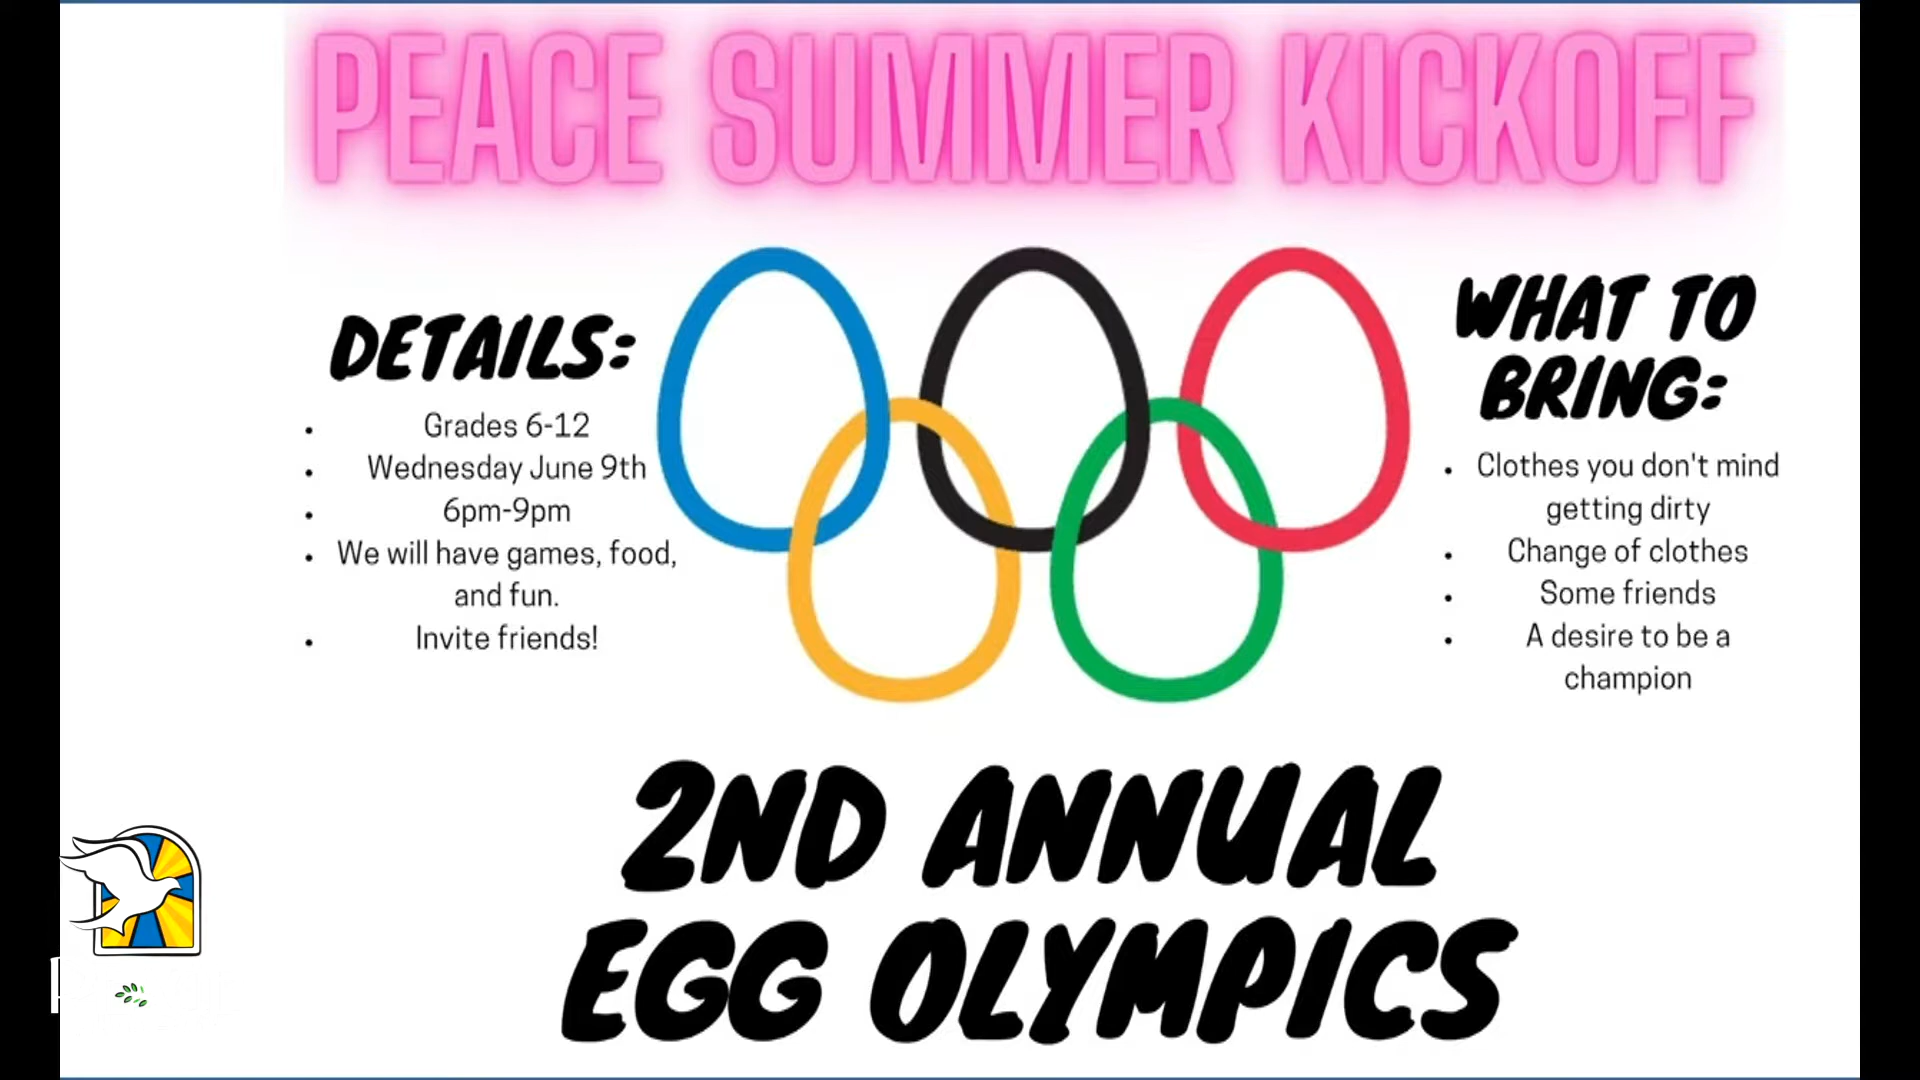 PEACE SUMMER KICKOFF
DETAILS:
• Grades 6-12
• Wednesday June 9th
• 6pm-9pm
• We will have games, food,
and fun.
• Invite friends!
WHAT TO
BRING:
• Clothes you don't mind
getting dirty
• Change of clothes
• Some friends
• A desire to be a
champion
2ND ANNUAL
EGG OLYMPICS